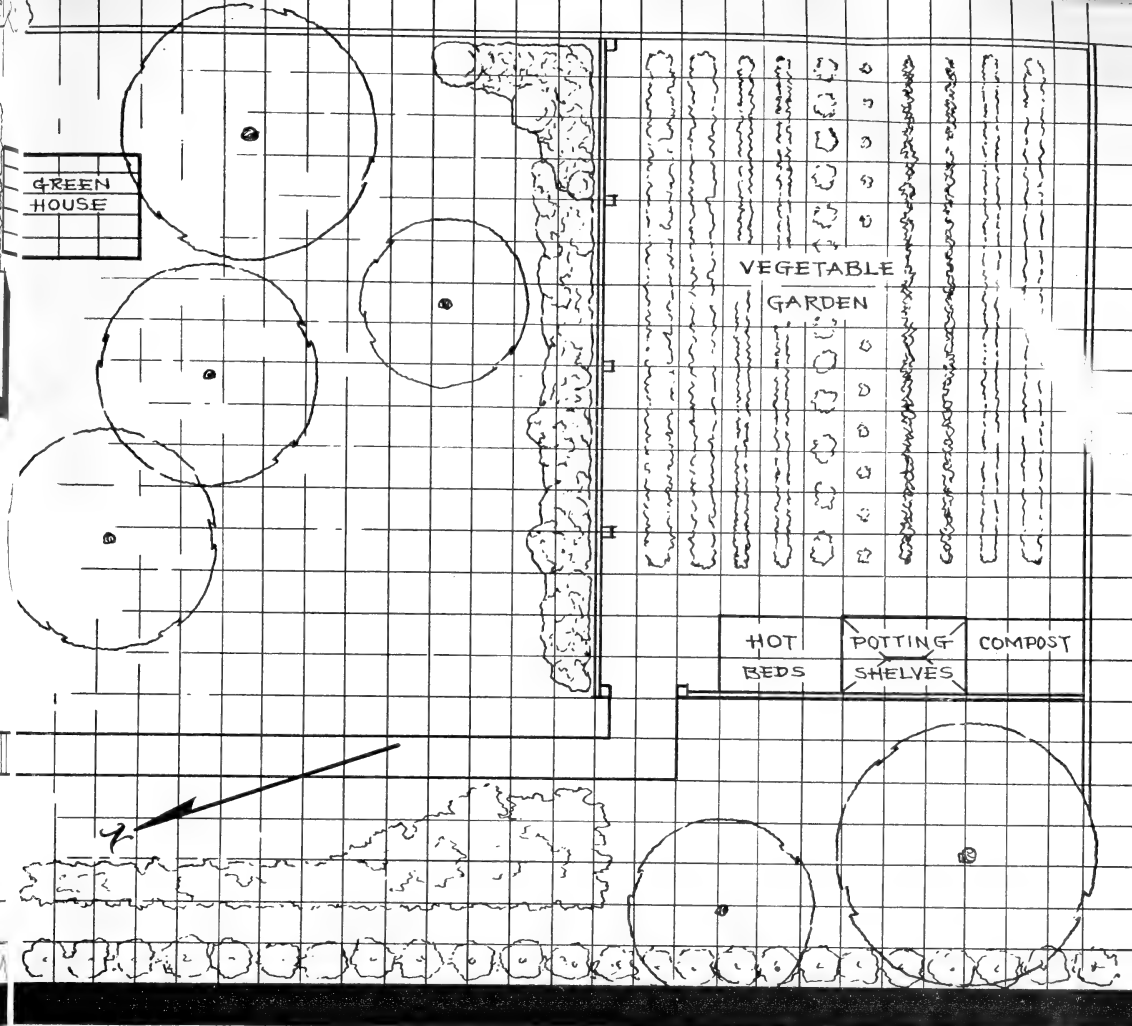 GREEN
HOUSE
VEGETABLE
GARDEN
HOT
BEDS
POTTING
SHELVES
COMPOST